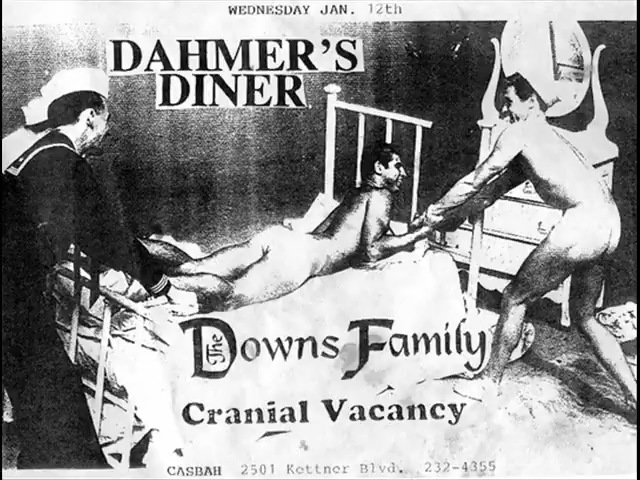 WEDNESDAY JAN. 12th
DAHMER'S
DINER
The Downs Family
Cranial Vacancy
CASBAH 2501 Kettner Blvd. 232-4355